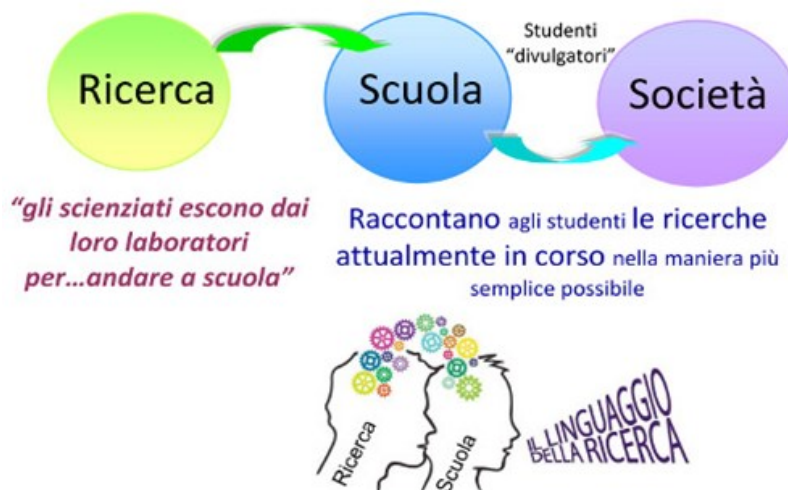 Ricerca
Scuola
Studenti
“divulgatori”
Società
“gli scienziati escono dai
loro laboratori
per...andare a scuola”
Raccontano agli studenti le ricerche
attualmente in corso nella maniera più
semplice possibile
Ricerca
Scuola
IL LINGUAGGIO
DELLA RICERCA